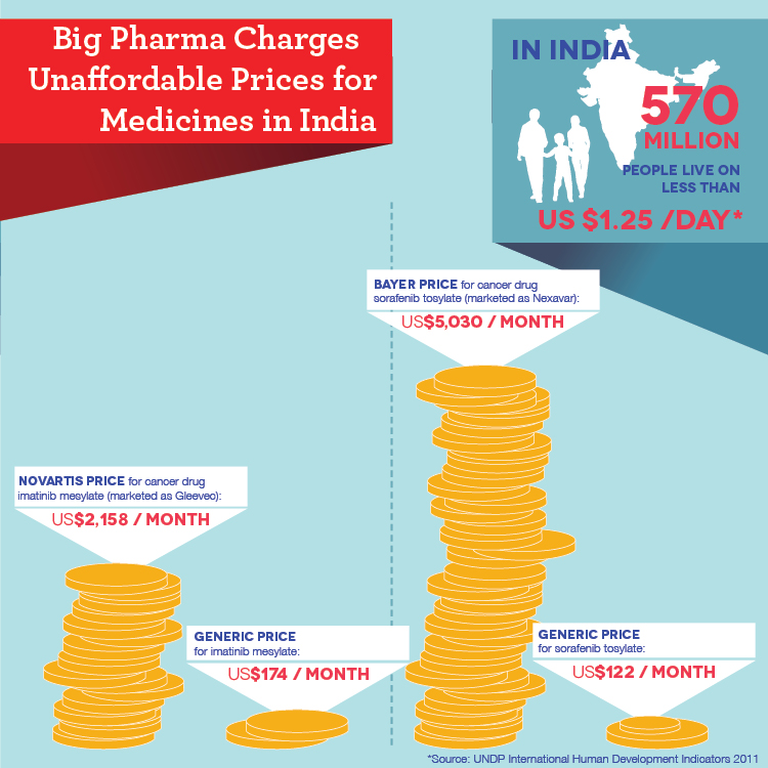 Big Pharma Charges
Unaffordable Prices for
Medicines in India
IN INDIA
570
MILLION
PEOPLE LIVE ON
LESS THAN
US $1.25 /DAY*
BAYER PRICE for cancer drug
sorafenib tosylate (marketed as Nexavar):
US$5,030 / MONTH
NOVARTIS PRICE for cancer drug
imatinib mesylate (marketed as Gleevec):
US$2,158 / MONTH
GENERIC PRICE
for imatinib mesylate:
US$174 / MONTH
GENERIC PRICE
for sorafenib tosylate:
US$122 / MONTH
*Source: UNDP International Human Development Indicators 2011